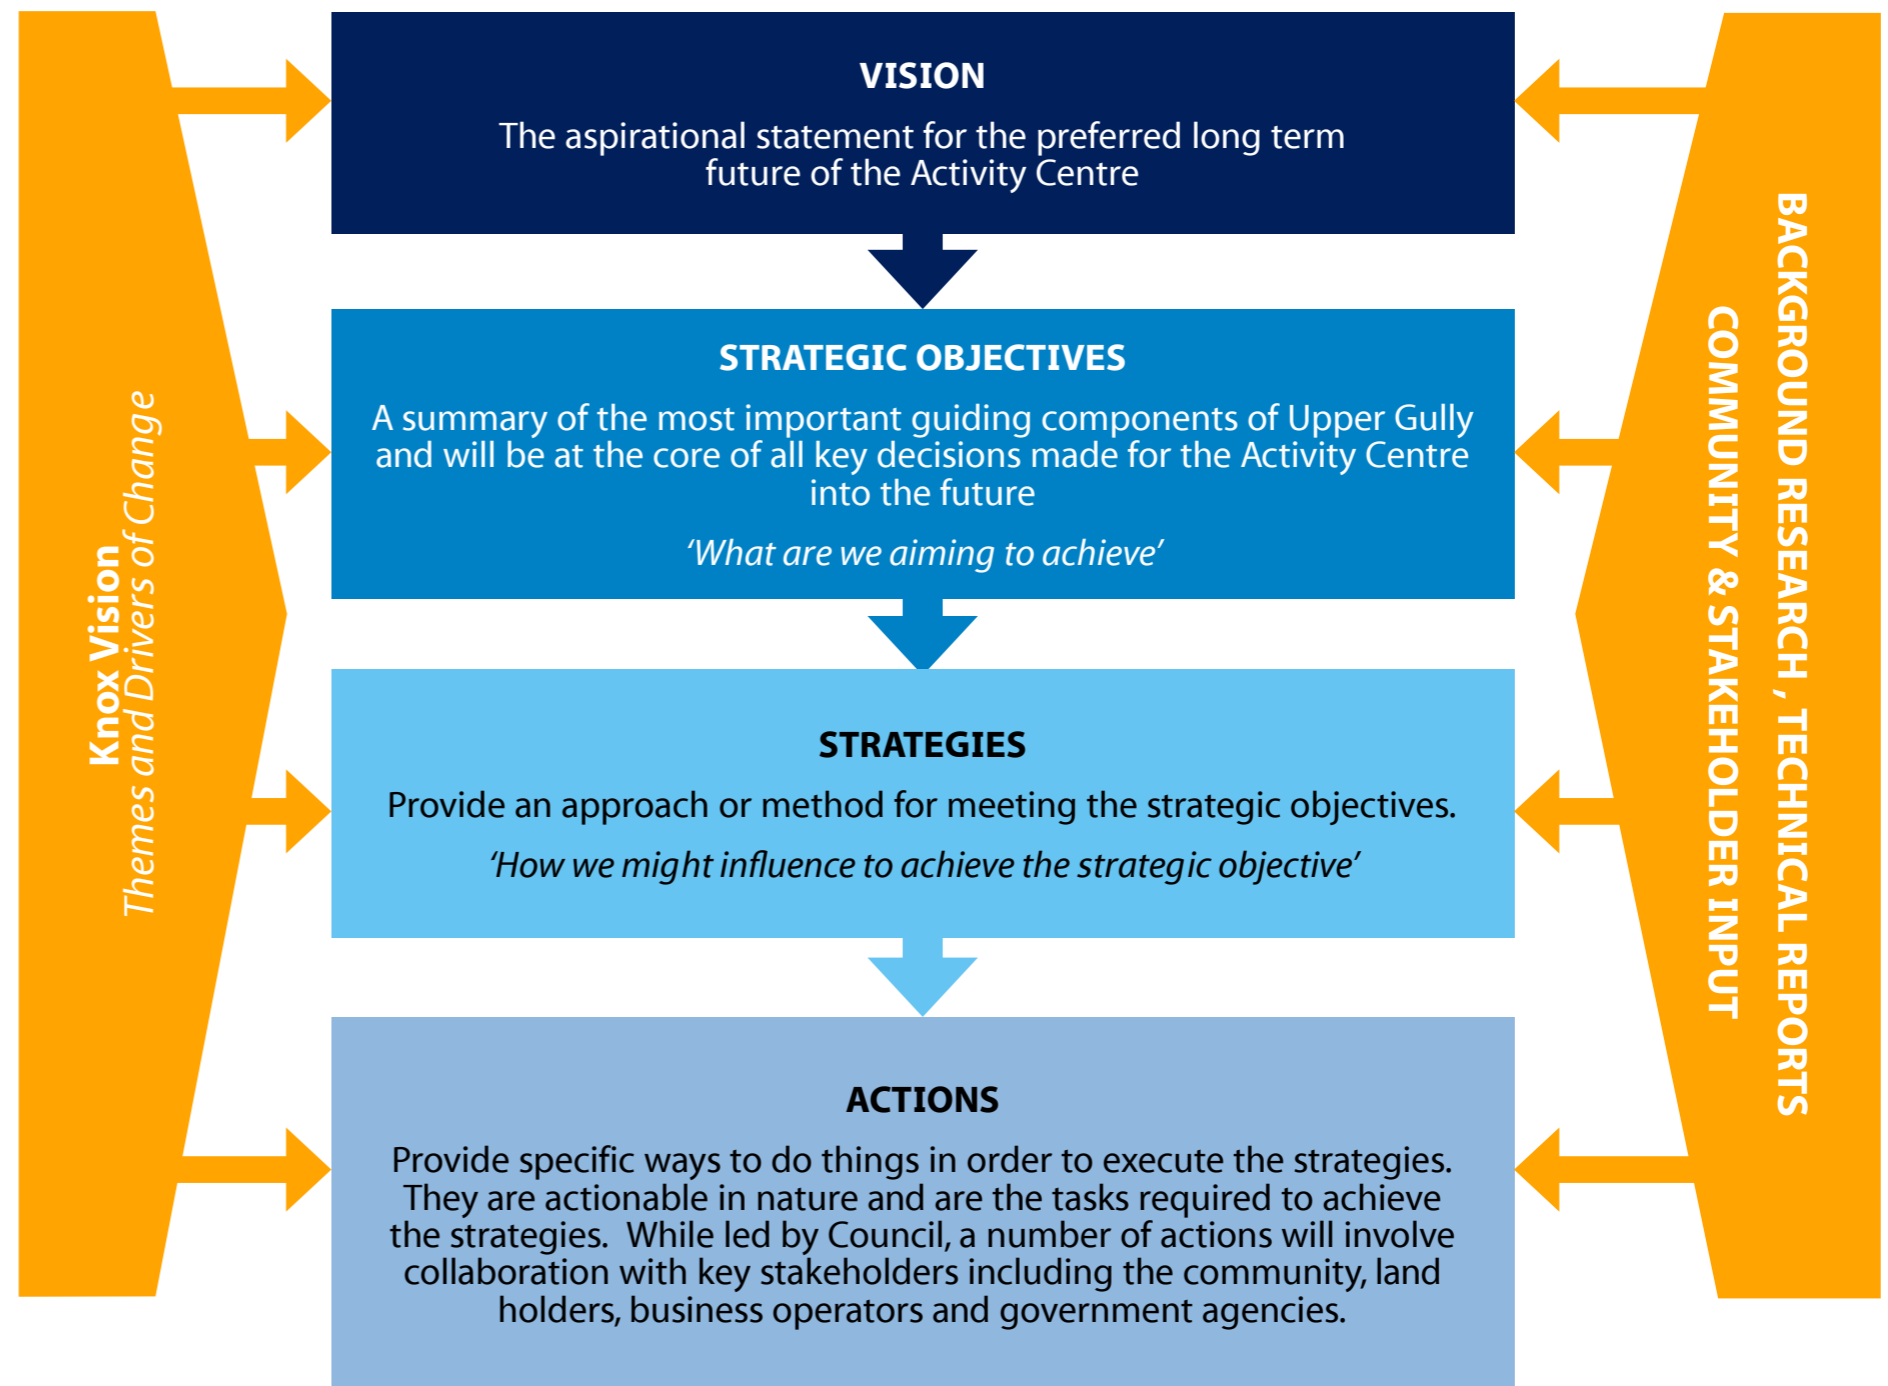 Knox Vision
Themes and Drivers of Change
VISION
The aspirational statement for the preferred long term
future of the Activity Centre
STRATEGIC OBJECTIVES
A summary of the most important guiding components of Upper Gully
and will be at the core of all key decisions made for the Activity Centre
into the future
‘What are we aiming to achieve’
STRATEGIES
Provide an approach or method for meeting the strategic objectives.
‘How we might influence to achieve the strategic objective’
ACTIONS
Provide specific ways to do things in order to execute the strategies.
They are actionable in nature and are the tasks required to achieve
the strategies.  While led by Council, a number of actions will involve
collaboration with key stakeholders including the community, land
holders, business operators and government agencies.
BACKGROUND RESEARCH , TECHNICAL REPORTS
COMMUNITY & STAKEHOLDER INPUT